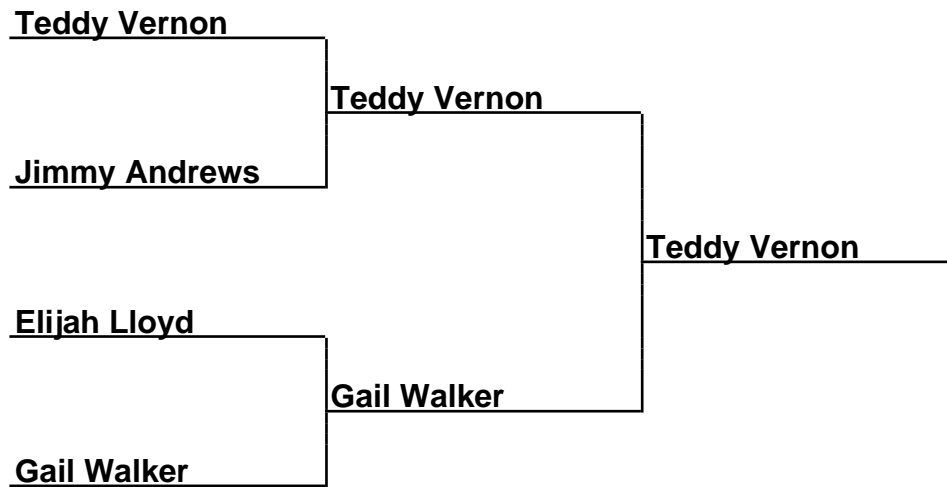 Teddy Vernon
Teddy Vernon
Jimmy Andrews
Teddy Vernon
Elijah Lloyd
Gail Walker
Gail Walker